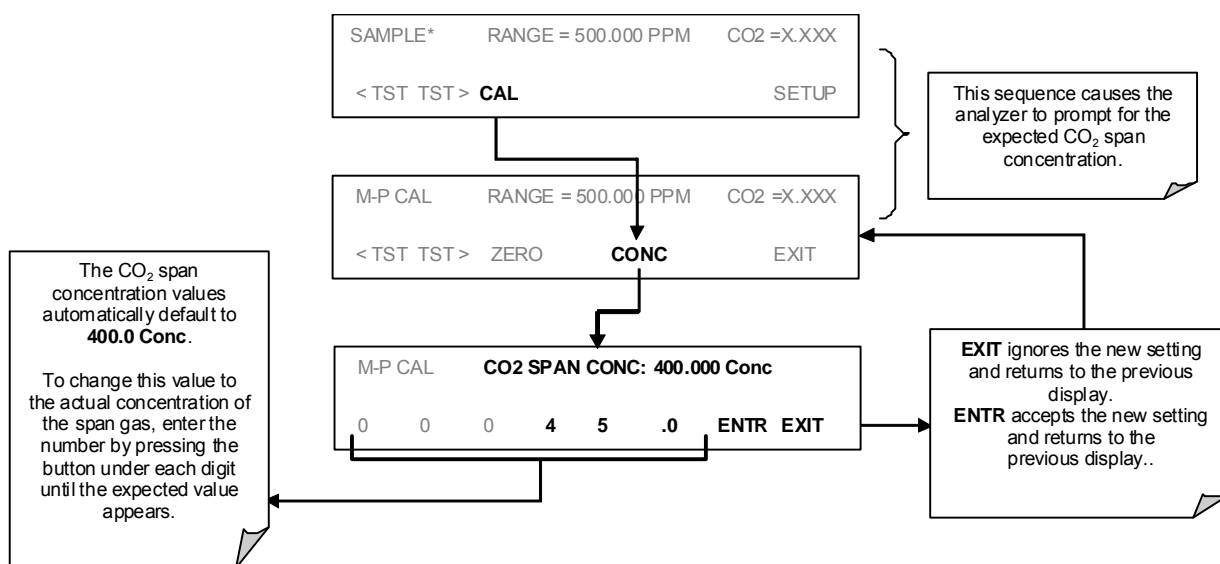 SAMPLE* RANGE = 500.000 PPM CO2 =X.XXX
< TST TST > CAL SETUP
This sequence causes the
analyzer to prompt for the
expected CO2 span
concentration.
M-P CAL RANGE = 500.000 PPM CO2 =X.XXX
< TST TST > ZERO CONC EXIT
The CO2 span
concentration values
automatically default to
400.0 Conc.
To change this value to
the actual concentration of
the span gas, enter the
number by pressing the
button under each digit
until the expected value
appears.
M-P CAL CO2 SPAN CONC: 400.000 Conc
0 0 0 4 5 .0 ENTR EXIT
EXIT ignores the new setting
and returns to the previous
display.
ENTR accepts the new setting
and returns to the
previous display..